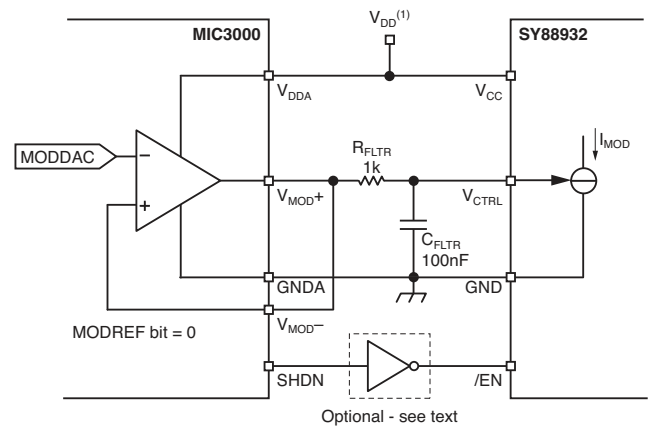 V_DD(1)
MIC3000
SY88932
V_DDA
V_CC
MODDAC
−
+
R_FLTR
1k
I_MOD
V_MOD+
V_CTRL
C_FLTR
100nF
GNDA
GND
V_MOD−
MODREF bit = 0
SHDN
/EN
Optional - see text